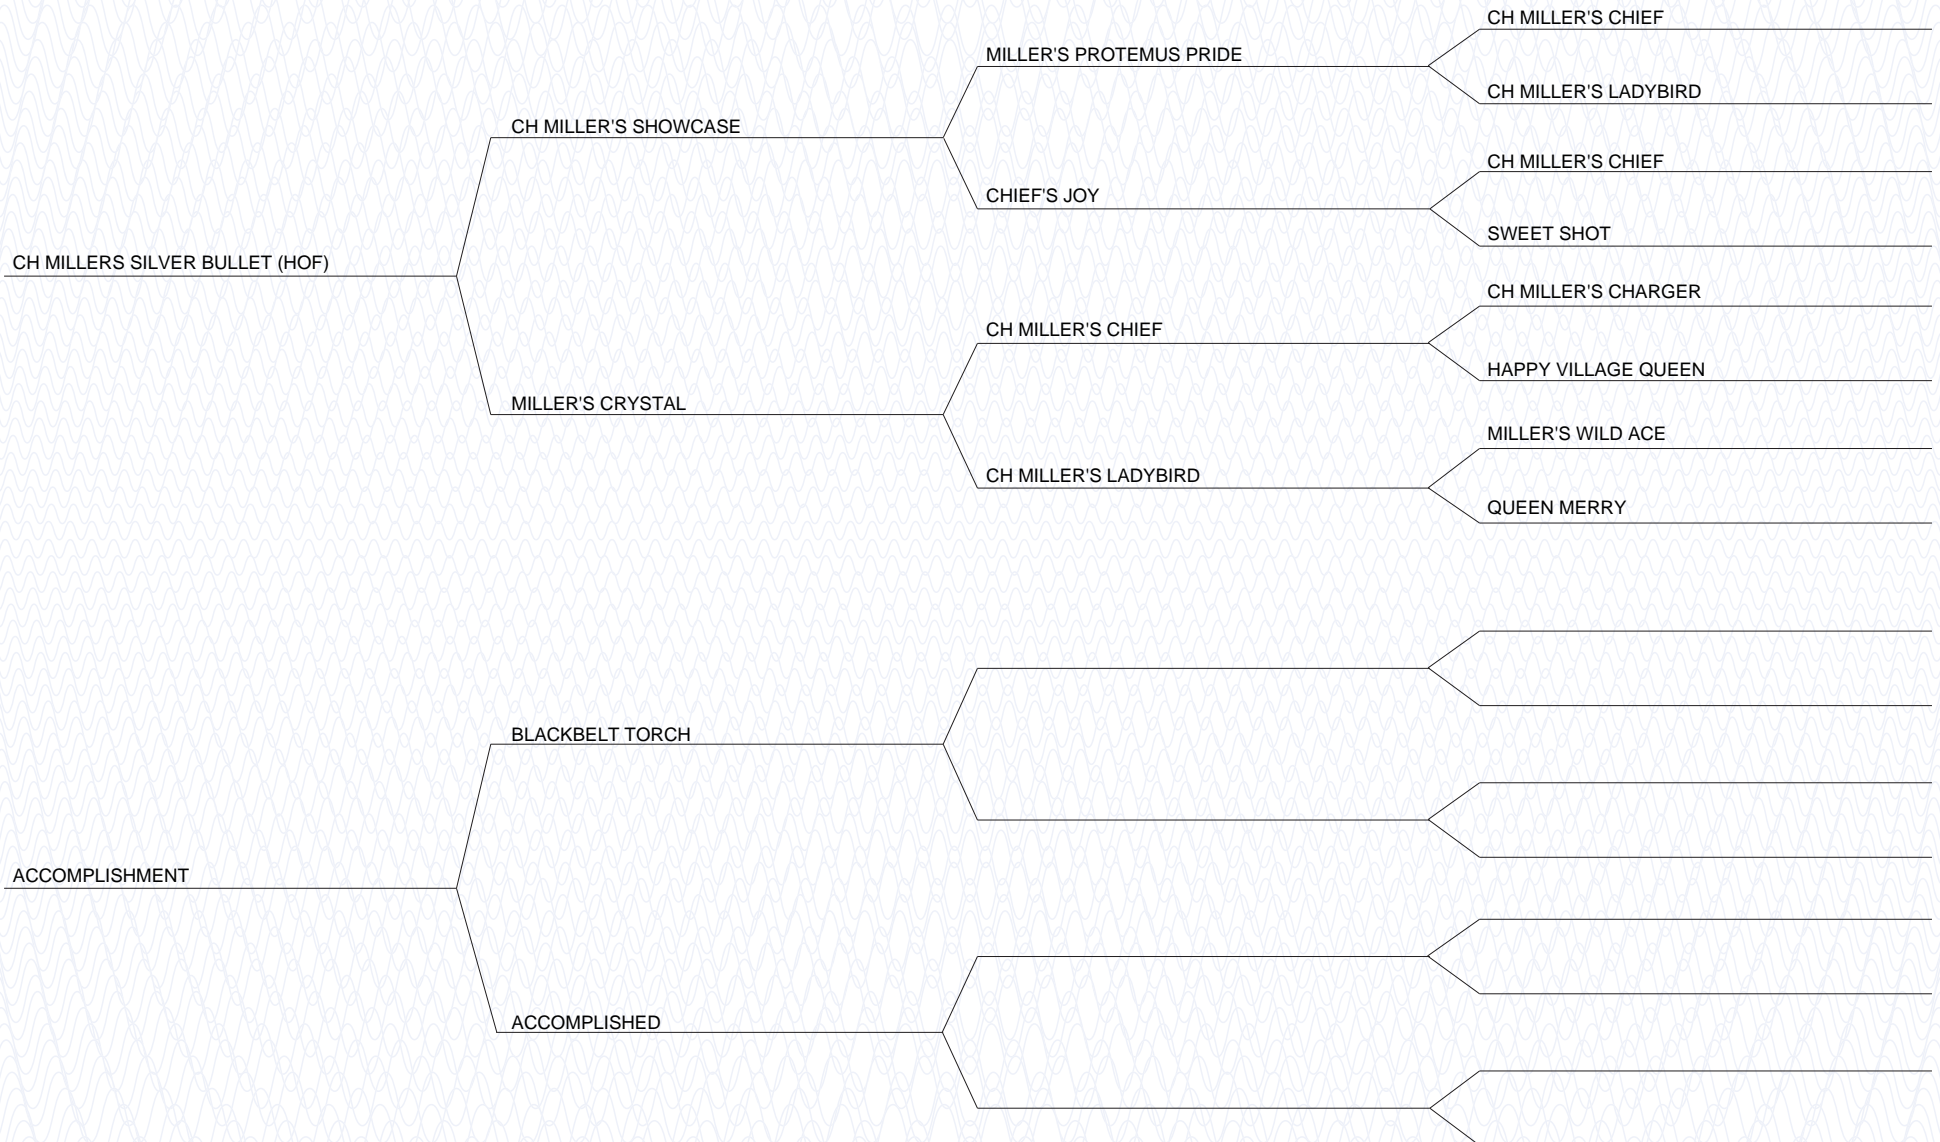 CH MILLER'S CHIEF
MILLER'S PROTEMUS PRIDE
CH MILLER'S LADYBIRD
CH MILLER'S SHOWCASE
CH MILLER'S CHIEF
CHIEF'S JOY
SWEET SHOT
CH MILLERS SILVER BULLET (HOF)
CH MILLER'S CHARGER
CH MILLER'S CHIEF
HAPPY VILLAGE QUEEN
MILLER'S CRYSTAL
MILLER'S WILD ACE
CH MILLER'S LADYBIRD
QUEEN MERRY
BLACKBELT TORCH
ACCOMPLISHMENT
ACCOMPLISHED